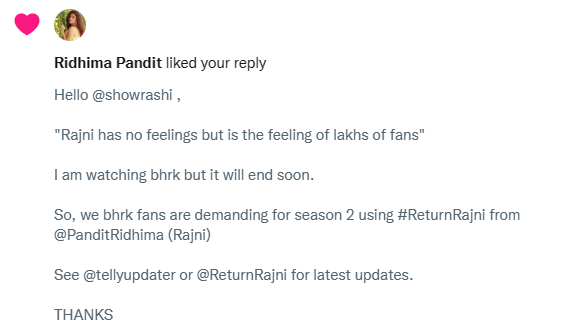 Ridhima Pandit liked your reply
Hello @showrashi ,
"Rajni has no feelings but is the feeling of lakhs of fans"
I am watching bhrk but it will end soon.
So, we bhrk fans are demanding for season 2 using #ReturnRajni from
@PanditRidhima (Rajni)
See @tellyupdater or @ReturnRajni for latest updates.
THANKS